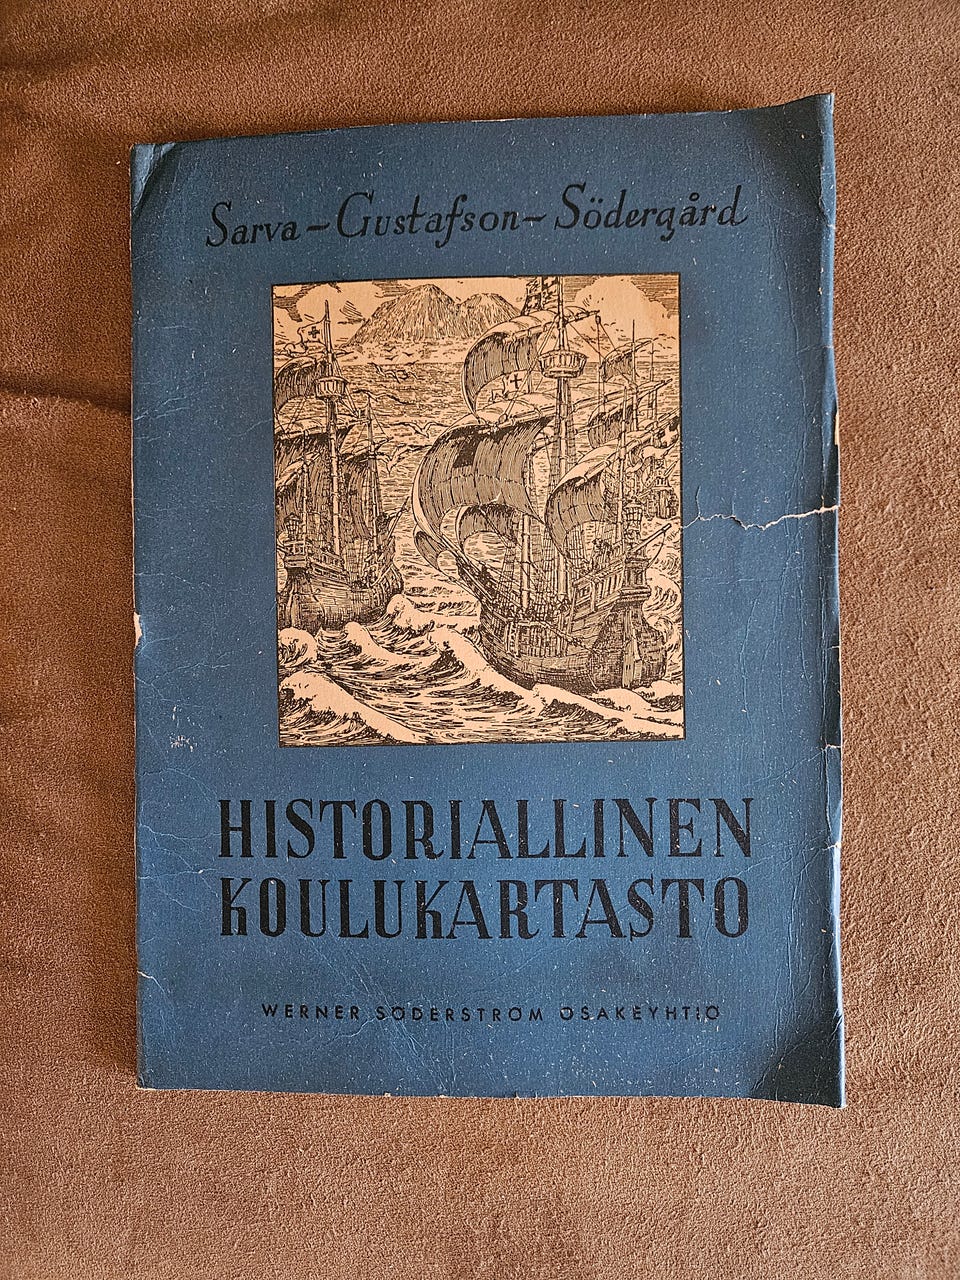 Sarva – Gustafson – Södergård
HISTORIALLINEN
KOULUKARTASTO
WERNER SÖDERSTRÖM OSAKEYHTIÖ